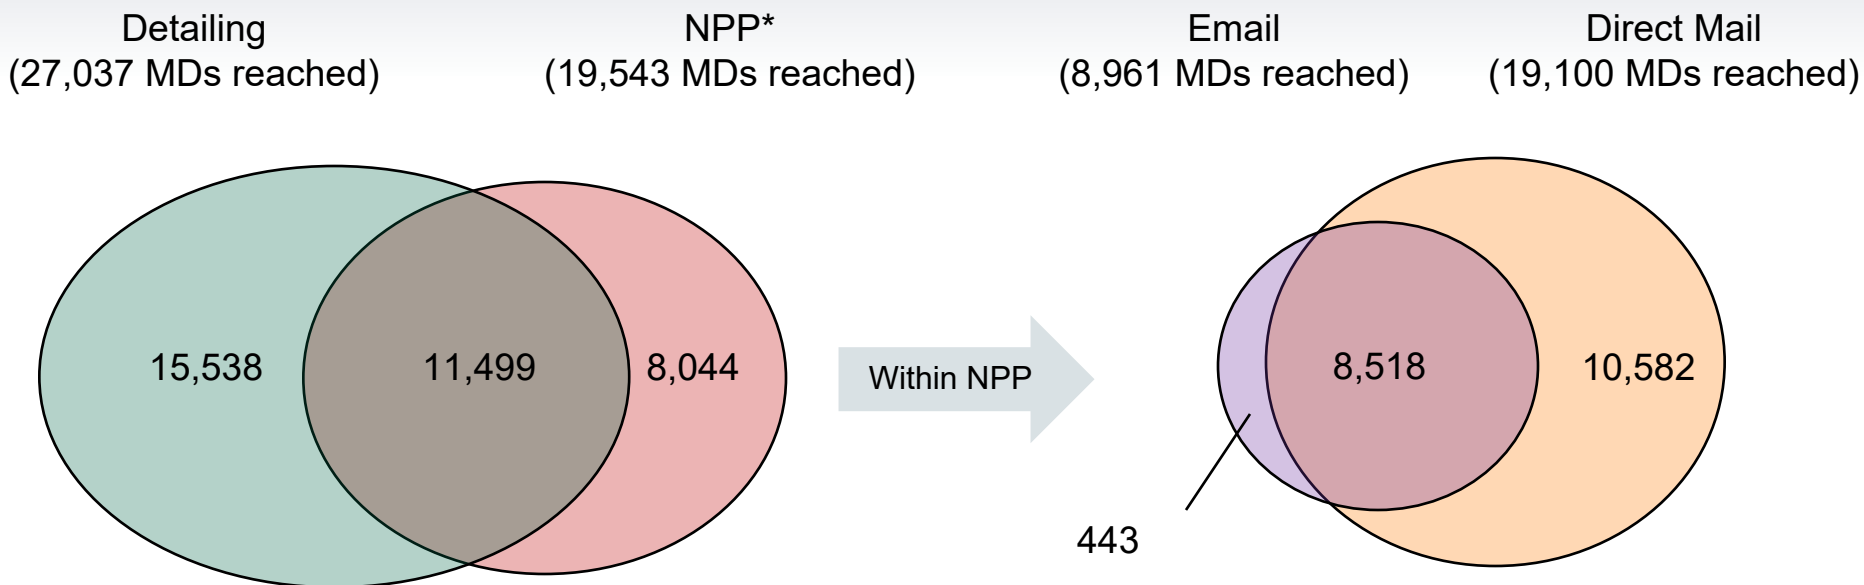 Detailing
(27,037 MDs reached)
NPP*
(19,543 MDs reached)
Email
(8,961 MDs reached)
Direct Mail
(19,100 MDs reached)
15,538
11,499
8,044
Within NPP
8,518
10,582
443